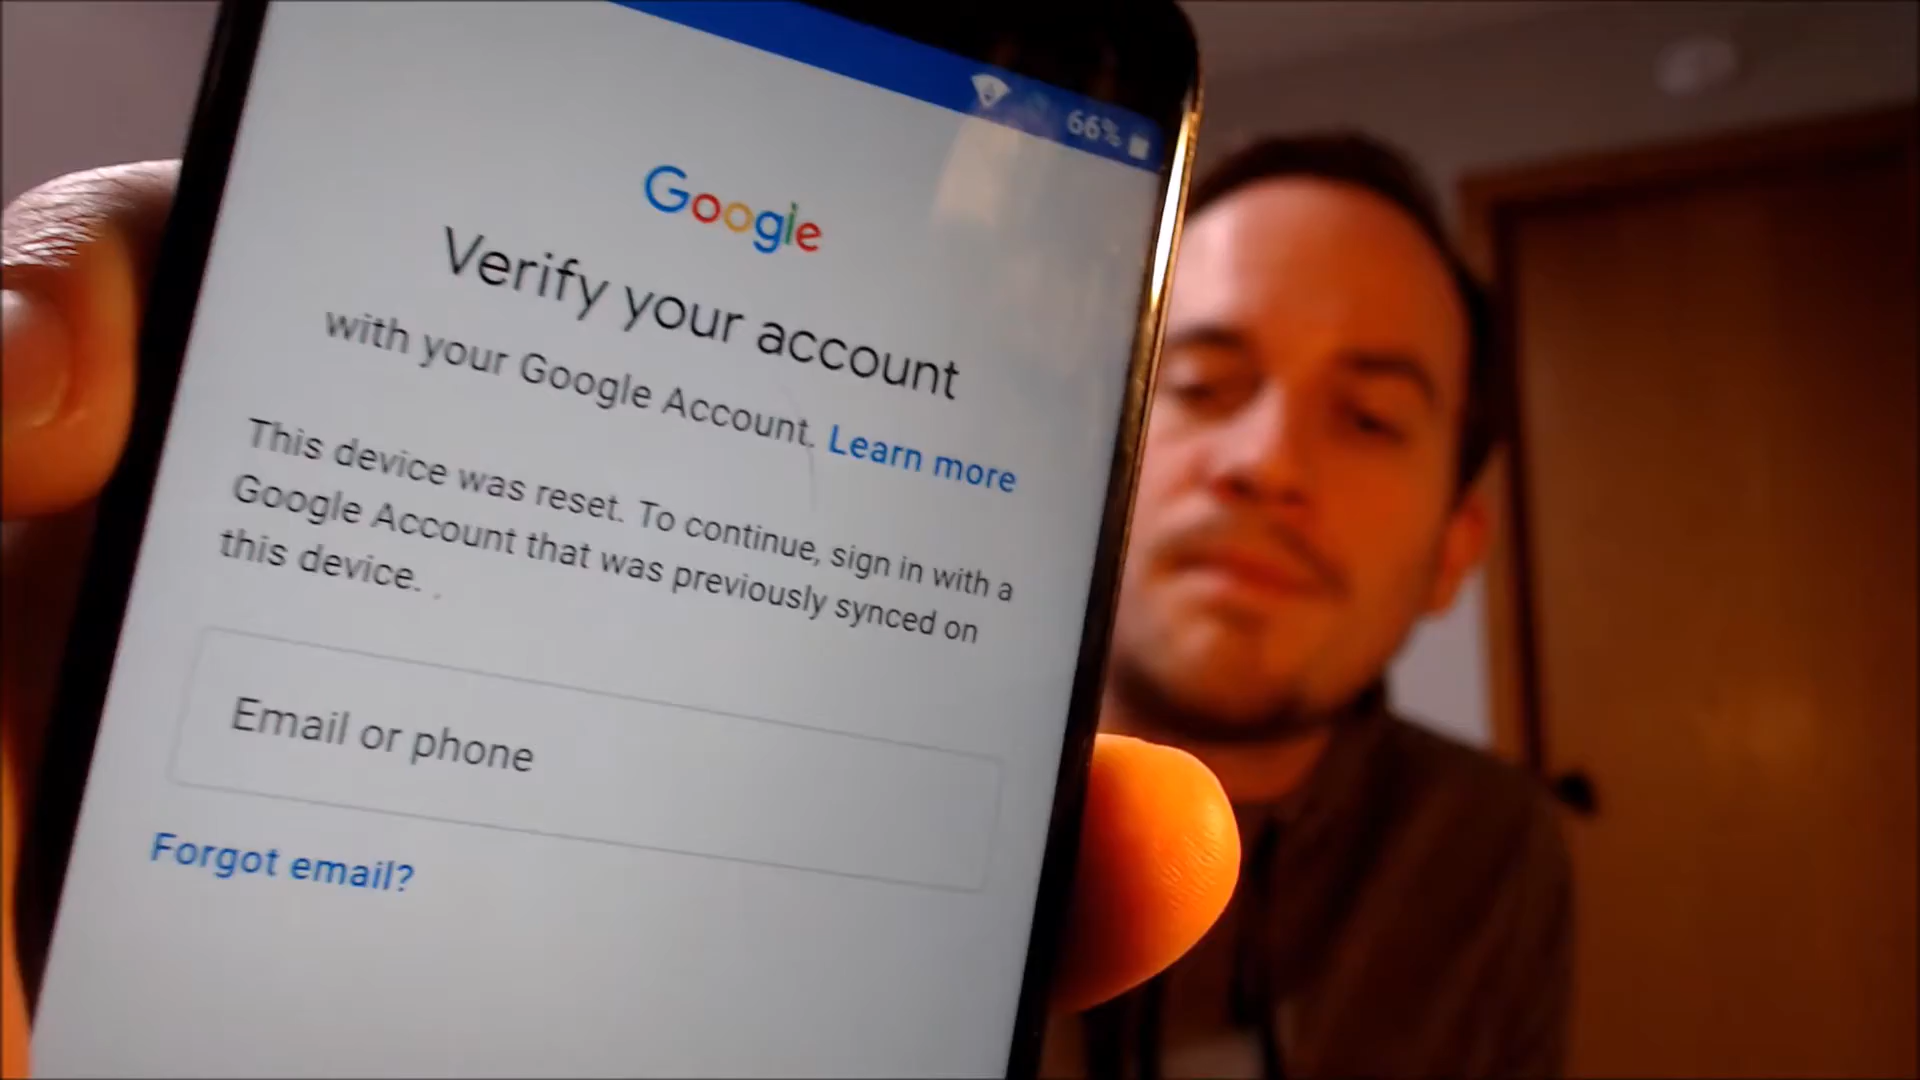 66%
Google
Verify your account
with your Google Account. Learn more
This device was reset. To continue, sign in with a
Google Account that was previously synced on
this device.
Email or phone
Forgot email?